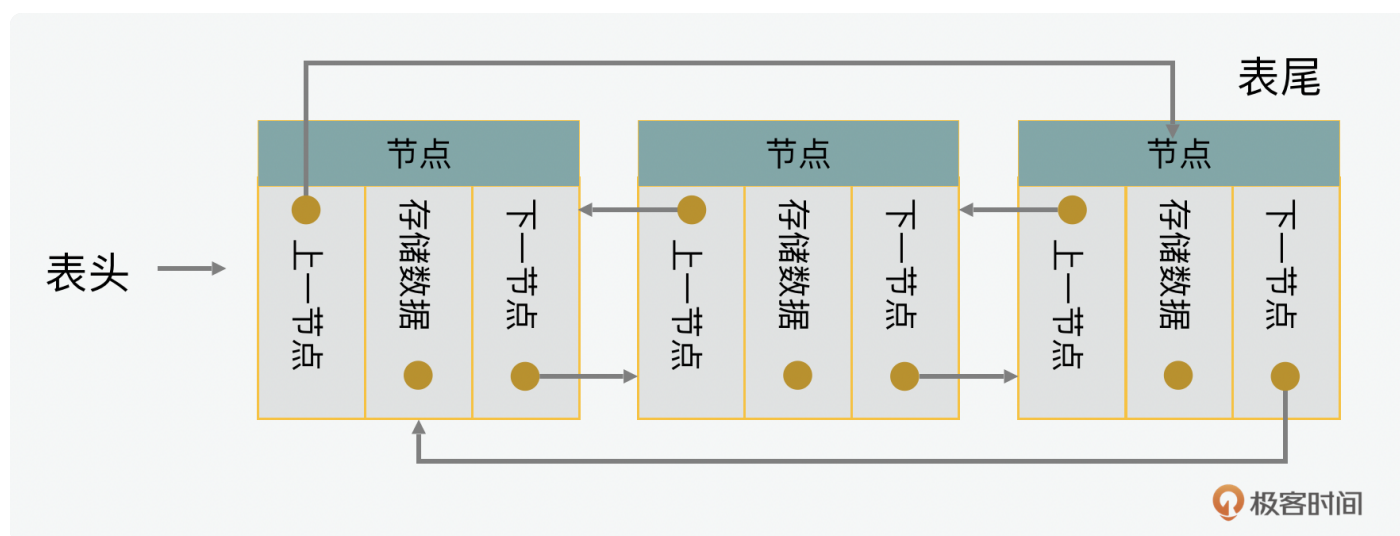 表尾
表头
节点
上一节点
存储数据
下一节点
节点
上一节点
存储数据
下一节点
节点
上一节点
存储数据
下一节点
极客时间